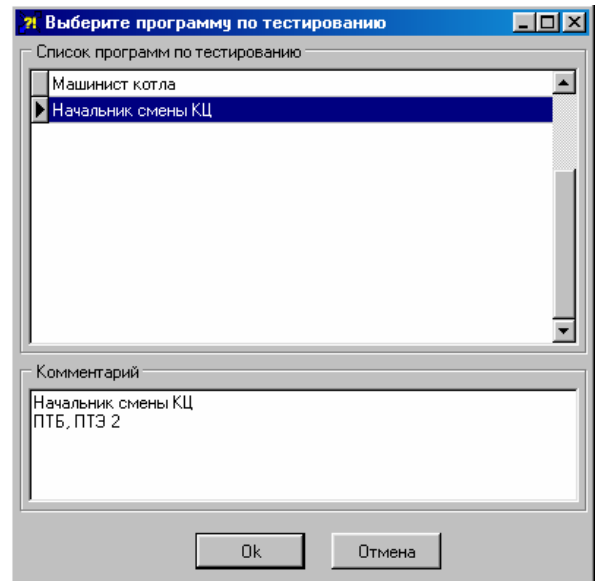 Выберите программу по тестированию
Список программ по тестированию
Машинист котла
Начальник смены КЦ
Комментарий
Начальник смены КЦ
ПТБ, ПТЭ 2
Ok
Отмена